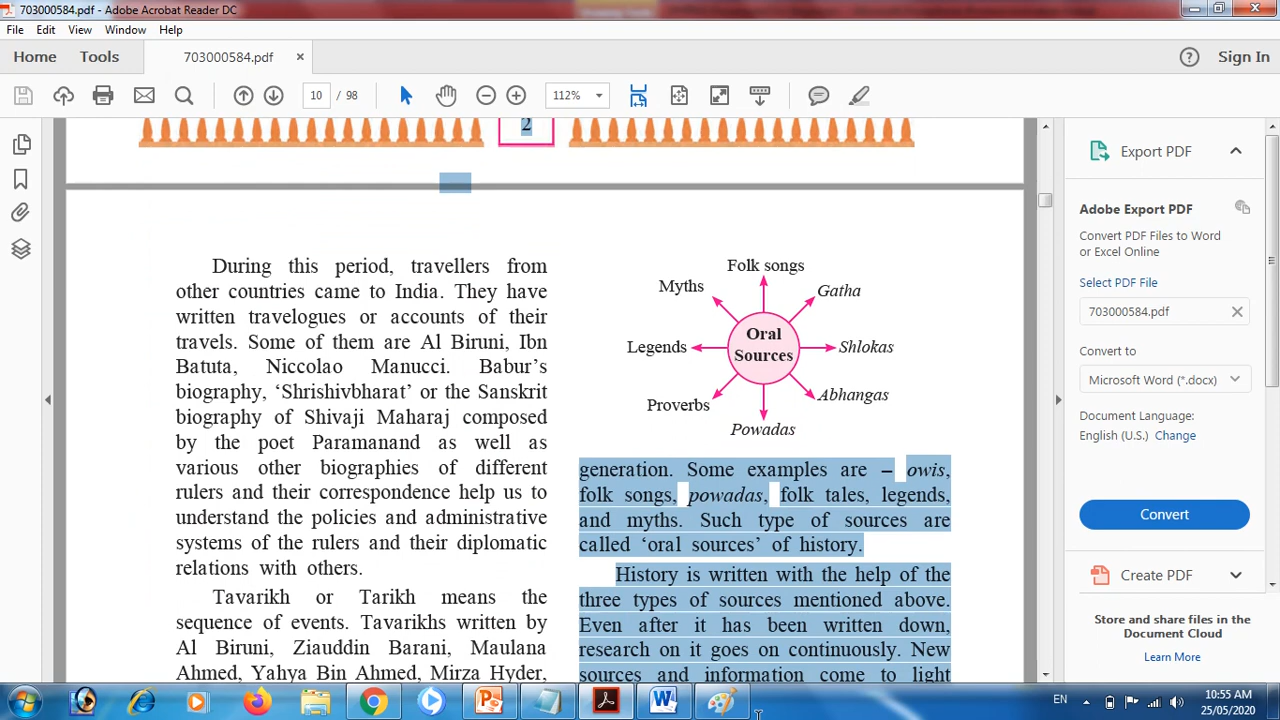 703000584.pdf - Adobe Acrobat Reader DC
File Edit View Window Help
Home Tools 703000584.pdf × Sign In
10 / 98 112%
2
During this period, travellers from
other countries came to India. They have
written travelogues or accounts of their
travels. Some of them are Al Biruni, Ibn
Batuta, Niccolao Manucci. Babur’s
biography, ‘Shrishivbharat’ or the Sanskrit
biography of Shivaji Maharaj composed
by the poet Paramanand as well as
various other biographies of different
rulers and their correspondence help us to
understand the policies and administrative
systems of the rulers and their diplomatic
relations with others.
Tavarikh or Tarikh means the
sequence of events. Tavarikhs written by
Al Biruni, Ziauddin Barani, Maulana
Ahmed, Yahya Bin Ahmed, Mirza Hyder,
Folk songs
Myths
Gatha
Oral
Sources
Legends
Shlokas
Proverbs
Abhangas
Powadas
generation. Some examples are – owis,
folk songs, powadas, folk tales, legends,
and myths. Such type of sources are
called ‘oral sources’ of history.
History is written with the help of the
three types of sources mentioned above.
Even after it has been written down,
research on it goes on continuously. New
sources and information come to light
Export PDF
Adobe Export PDF
Convert PDF Files to Word
or Excel Online
Select PDF File
703000584.pdf
Convert to
Microsoft Word (*.docx)
Document Language:
English (U.S.) Change
Convert
Create PDF
Store and share files in the
Document Cloud
Learn More
EN
10:55 AM
25/05/2020